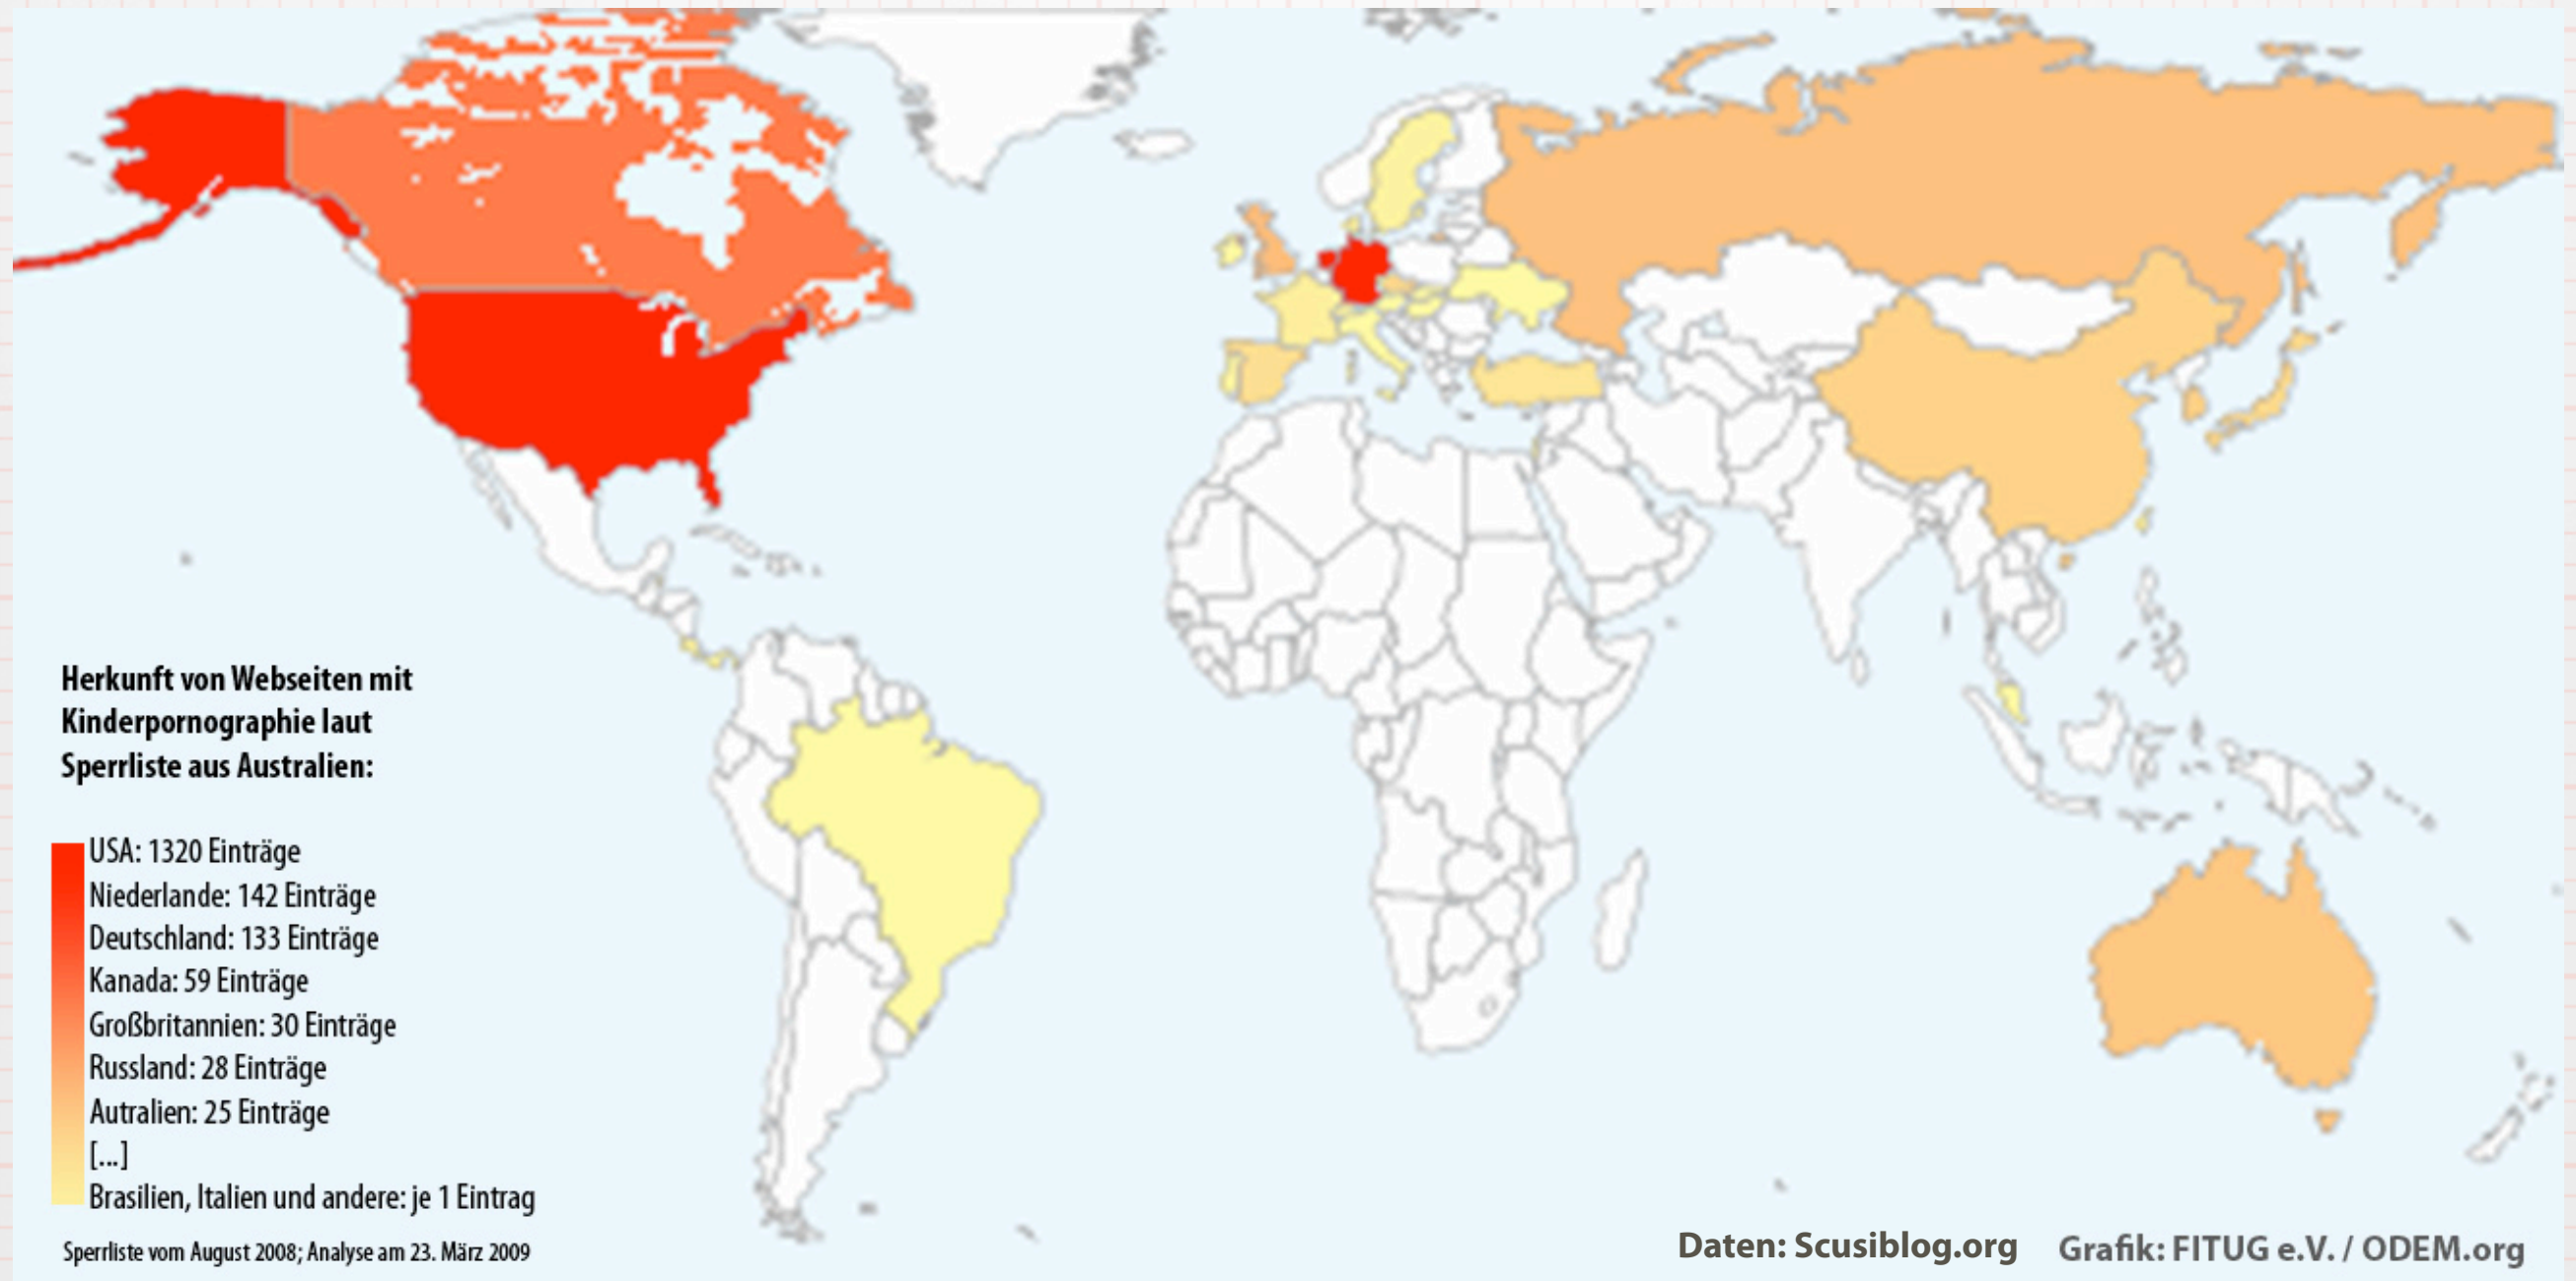 Herkunft von Webseiten mit
Kinderpornographie laut
Sperrliste aus Australien:
USA: 1320 Einträge
Niederlande: 142 Einträge
Deutschland: 133 Einträge
Kanada: 59 Einträge
Großbritannien: 30 Einträge
Russland: 28 Einträge
Autralien: 25 Einträge
[...]
Brasilien, Italien und andere: je 1 Eintrag
Sperrliste vom August 2008; Analyse am 23. März 2009
Daten: Scusiblog.org Grafik: FITUG e.V. / ODEM.org